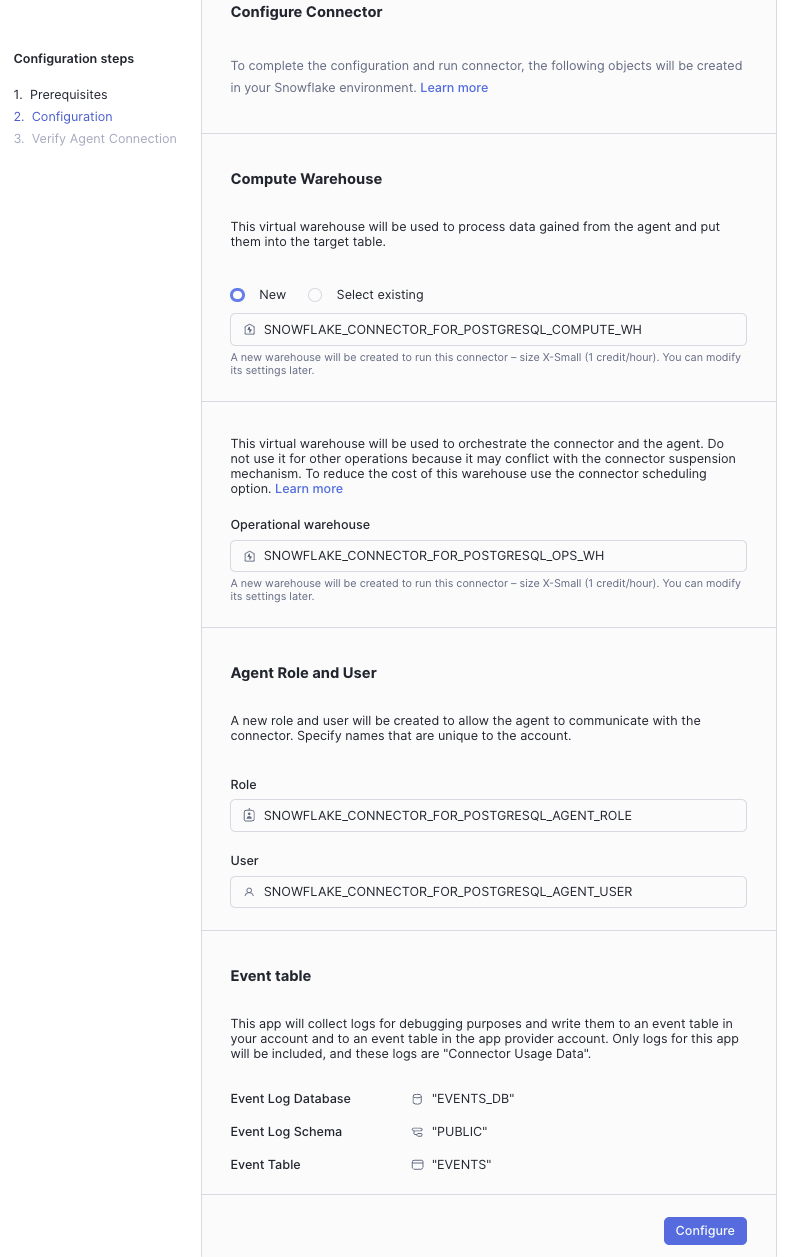 Configure Connector
Configuration steps
To complete the configuration and run connector, the following objects will be created
in your Snowflake environment. Learn more
1. Prerequisites
2. Configuration
3. Verify Agent Connection
Compute Warehouse
This virtual warehouse will be used to process data gained from the agent and put
them into the target table.
New Select existing
SNOWFLAKE_CONNECTOR_FOR_POSTGRESQL_COMPUTE_WH
A new warehouse will be created to run this connector – size X-Small (1 credit/hour). You can modify
its settings later.
This virtual warehouse will be used to orchestrate the connector and the agent. Do
not use it for other operations because it may conflict with the connector suspension
mechanism. To reduce the cost of this warehouse use the connector scheduling
option. Learn more
Operational warehouse
SNOWFLAKE_CONNECTOR_FOR_POSTGRESQL_OPS_WH
A new warehouse will be created to run this connector – size X-Small (1 credit/hour). You can modify
its settings later.
Agent Role and User
A new role and user will be created to allow the agent to communicate with the
connector. Specify names that are unique to the account.
Role
SNOWFLAKE_CONNECTOR_FOR_POSTGRESQL_AGENT_ROLE
User
SNOWFLAKE_CONNECTOR_FOR_POSTGRESQL_AGENT_USER
Event table
This app will collect logs for debugging purposes and write them to an event table in
your account and to an event table in the app provider account. Only logs for this app
will be included, and these logs are "Connector Usage Data".
Event Log Database "EVENTS_DB"
Event Log Schema "PUBLIC"
Event Table "EVENTS"
Configure